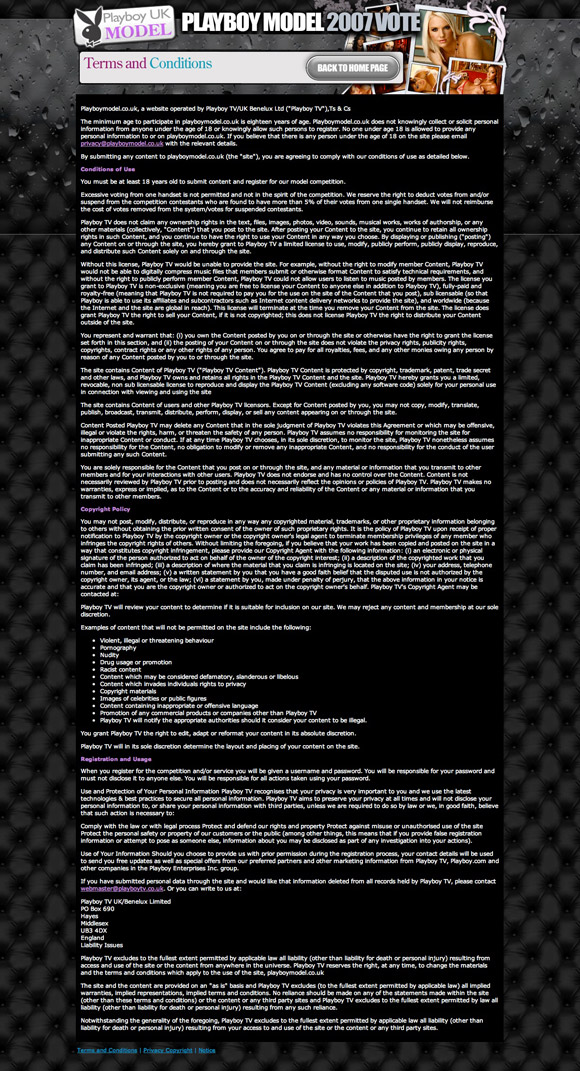 Playboy UK
MODEL
PLAYBOY MODEL 2007 VOTE
Terms and Conditions
BACK TO HOME PAGE
Playboymodel.co.uk, a website operated by Playboy TV/UK Benelux Ltd ("Playboy TV"),Ts & Cs
The minimum age to participate in playboymodel.co.uk is eighteen years of age. Playboymodel.co.uk does not knowingly collect or solicit personal
information from anyone under the age of 18 or knowingly allow such persons to register. No one under age 18 is allowed to provide any
personal information to or on playboymodel.co.uk. If you believe that there is any person under the age of 18 on the site please email
privacy@playboymodel.co.uk with the relevant details.
By submitting any content to playboymodel.co.uk (the "site"), you are agreeing to comply with our conditions of use as detailed below.
Conditions of Use
You must be at least 18 years old to submit content and register for our model competition.
Excessive voting from one handset is not permitted and not in the spirit of the competition. We reserve the right to deduct votes from and/or
suspend from the competition contestants who are found to have more than 5% of their votes from one single handset. We will not reimburse
the cost of votes removed from the system/votes for suspended contestants.
Playboy TV does not claim any ownership rights in the text, files, images, photos, video, sounds, musical works, works of authorship, or any
other materials (collectively, "Content") that you post to the site. After posting your Content to the site, you continue to retain all ownership
rights in such Content, and you continue to have the right to use your Content in any way you choose. By displaying or publishing ("posting")
any Content on or through the site, you hereby grant to Playboy TV a limited license to use, modify, publicly perform, publicly display, reproduce,
and distribute such Content solely on and through the site.
Without this license, Playboy TV would be unable to provide the site. For example, without the right to modify member Content, Playboy TV
would not be able to digitally compress music files that members submit or otherwise format Content to satisfy technical requirements, and
without the right to publicly perform member Content, Playboy TV could not allow users to listen to music posted by members. The license you
grant to Playboy TV is non-exclusive (meaning you are free to license your Content to anyone else in addition to Playboy TV), fully-paid and
royalty-free (meaning that Playboy TV is not required to pay you for the use on the site of the Content that you post), sub licensable (so that
Playboy is able to use its affiliates and subcontractors such as Internet content delivery networks to provide the site), and worldwide (because
the Internet and the site are global in reach). This license will terminate at the time you remove your Content from the site. The license does
not grant Playboy TV the right to sell your Content, if it is not copyrighted; this does not license Playboy TV the right to distribute your Content
outside of the site.
You represent and warrant that: (i) you own the Content posted by you on or through the site or otherwise have the right to grant the license
set forth in this section, and (ii) the posting of your Content on or through the site does not violate the privacy rights, publicity rights,
copyrights, contract rights or any other rights of any person. You agree to pay for all royalties, fees, and any other monies owing any person by
reason of any Content posted by you to or through the site.
The site contains Content of Playboy TV ("Playboy TV Content"). Playboy TV Content is protected by copyright, trademark, patent, trade secret
and other laws, and Playboy TV owns and retains all rights in the Playboy TV Content and the site. Playboy TV hereby grants you a limited,
revocable, non sub licensable license to reproduce and display the Playboy TV Content (excluding any software code) solely for your personal use
in connection with viewing and using the site
The site contains Content of users and other Playboy TV licensors. Except for Content posted by you, you may not copy, modify, translate,
publish, broadcast, transmit, distribute, perform, display, or sell any content appearing on or through the site.
Content Posted Playboy TV may delete any Content that in the sole judgment of Playboy TV violates this Agreement or which may be offensive,
illegal or violate the rights, harm, or threaten the safety of any person. Playboy TV assumes no responsibility for monitoring the site for
inappropriate Content or conduct. If at any time Playboy TV chooses, in its sole discretion, to monitor the site, Playboy TV nonetheless assumes
no responsibility for the Content, no obligation to modify or remove any inappropriate Content, and no responsibility for the conduct of the user
submitting any such Content.
You are solely responsible for the Content that you post on or through the site, and any material or information that you transmit to other
members and for your interactions with other users. Playboy TV does not endorse and has no control over the Content. Content is not
necessarily reviewed by Playboy TV prior to posting and does not necessarily reflect the opinions or policies of Playboy TV. Playboy TV makes no
warranties, express or implied, as to the Content or to the accuracy and reliability of the Content or any material or information that you
transmit to other members.
Copyright Policy
You may not post, modify, distribute, or reproduce in any way any copyrighted material, trademarks, or other proprietary information belonging
to others without obtaining the prior written consent of the owner of such proprietary rights. It is the policy of Playboy TV upon receipt of proper
notification to Playboy TV by the copyright owner or the copyright owner's legal agent to terminate membership privileges of any member who
infringes the copyright rights of others. Without limiting the foregoing, if you believe that your work has been copied and posted on the site in a
way that constitutes copyright infringement, please provide our Copyright Agent with the following information: (i) an electronic or physical
signature of the person authorized to act on behalf of the owner of the copyright interest; (ii) a description of the copyrighted work that you
claim has been infringed; (iii) a description of where the material that you claim is infringing is located on the site; (iv) your address, telephone
number, and email address; (v) a written statement by you that you have a good faith belief that the disputed use is not authorized by the
copyright owner, its agent, or the law; (vi) a statement by you, made under penalty of perjury, that the above information in your notice is
accurate and that you are the copyright owner or authorized to act on the copyright owner's behalf. Playboy TV's Copyright Agent may be
contacted at:
Playboy TV will review your content to determine if it is suitable for inclusion on our site. We may reject any content and membership at our sole
discretion.
Examples of content that will not be permitted on the site include the following:
• Violent, illegal or threatening behaviour
• Pornography
• Nudity
• Drug usage or promotion
• Racist content
• Content which may be considered defamatory, slanderous or libelous
• Content which invades individuals rights to privacy
• Copyright materials
• Images of celebrities or public figures
• Content containing inappropriate or offensive language
• Promotion of any commercial products or companies other than Playboy TV
• Playboy TV will notify the appropriate authorities should it consider your content to be illegal.
You grant Playboy TV the right to edit, adapt or reformat your content in its absolute discretion.
Playboy TV will in its sole discretion determine the layout and placing of your content on the site.
Registration and Usage
When you register for the competition and/or service you will be given a username and password. You will be responsible for your password and
must not disclose it to anyone else. You will be responsible for all actions taken using your password.
Use and Protection of Your Personal Information Playboy TV recognises that your privacy is very important to you and we use the latest
technologies & best practices to secure all personal information. Playboy TV aims to preserve your privacy at all times and will not disclose your
personal information to, or share your personal information with third parties, unless we are required to do so by law or we, in good faith, believe
that such action is necessary to:
Comply with the law or with legal process Protect and defend our rights and property Protect against misuse or unauthorised use of the site
Protect the personal safety or property of our customers or the public (among other things, this means that if you provide false registration
information or attempt to pose as someone else, information about you may be disclosed as part of any investigation into your actions).
Use of Your Information Should you choose to provide us with prior permission during the registration process, your contact details will be used
to send you free updates as well as special offers from our preferred partners and other marketing information from Playboy TV, Playboy.com and
other companies in the Playboy Enterprises Inc. group.
If you have submitted personal data through the site and would like that information deleted from all records held by Playboy TV, please contact
webmaster@playboytv.co.uk. Or you can write to us at:
Playboy TV UK/Benelux Limited
PO Box 690
Hayes
Middlesex
UB3 4DX
England
Liability Issues
Playboy TV excludes to the fullest extent permitted by applicable law all liability (other than liability for death or personal injury) resulting from
access and use of the site or the content from anywhere in the universe. Playboy TV reserves the right, at any time, to change the materials
and the terms and conditions which apply to the use of the site, playboymodel.co.uk
The site and the content are provided on an "as is" basis and Playboy TV excludes (to the fullest extent permitted by applicable law) all implied
warranties, implied representations, implied terms and conditions. No reliance should be made on any of the statements made within the site
(other than these terms and conditions) or the content or any third party sites and Playboy TV excludes to the fullest extent permitted by law all
liability (other than liability for death or personal injury) resulting from any such reliance.
Notwithstanding the generality of the foregoing, Playboy TV excludes to the fullest extent permitted by applicable law all liability (other than
liability for death or personal injury) resulting from your access to and use of the site or the content or any third party sites.
Terms and Conditions | Privacy Copyright | Notice